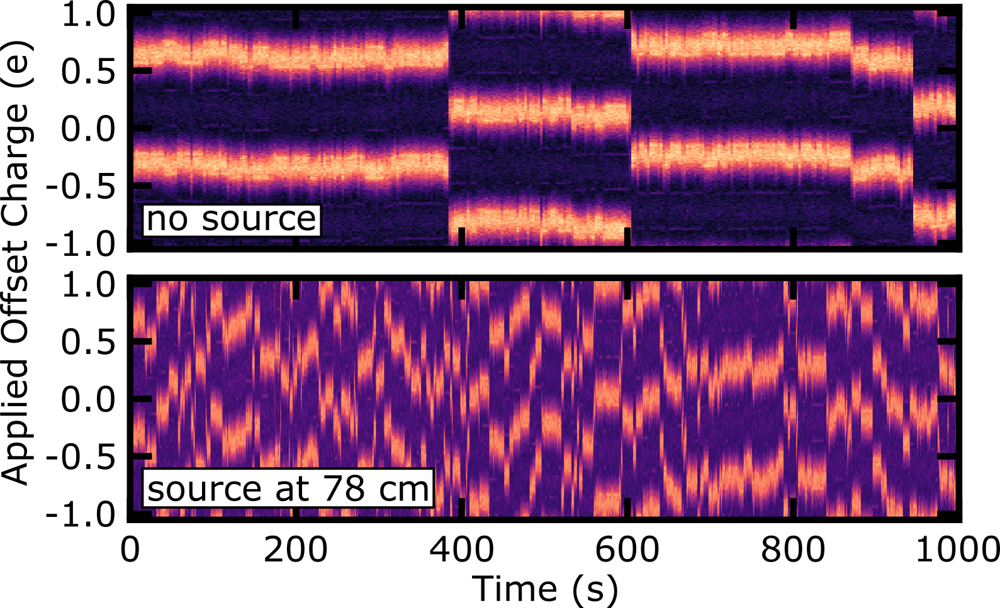 Applied Offset Charge (e)
1.0
0.5
0.0
-0.5
-1.0
no source
1.0
0.5
0.0
-0.5
-1.0
source at 78 cm
0 200 400 600 800 1000
Time (s)